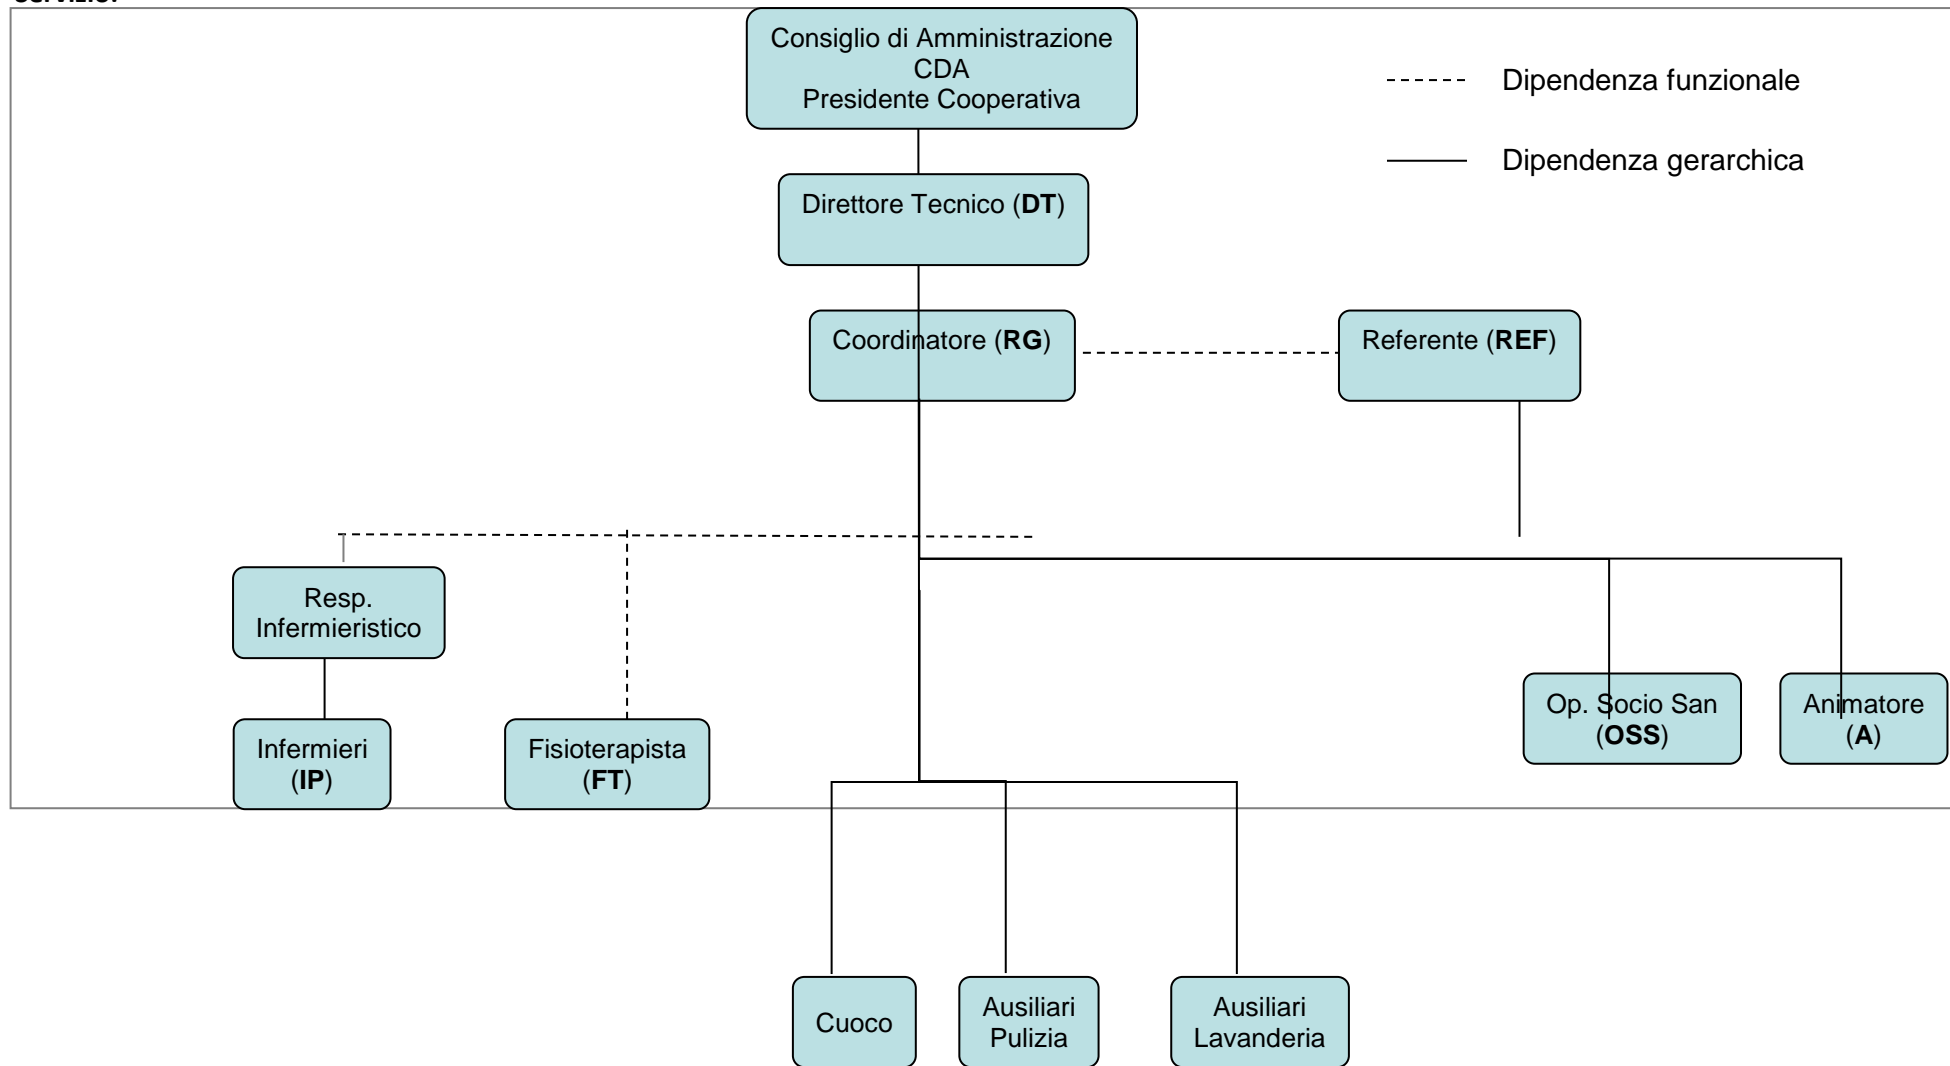 Consiglio di Amministrazione
CDA
Presidente Cooperativa
Dipendenza funzionale
Dipendenza gerarchica
Direttore Tecnico (DT)
Coordinatore (RG)
Referente (REF)
Resp.
Infermieristico
Infermieri
(IP)
Fisioterapista
(FT)
Op. Socio San
(OSS)
Animatore
(A)
Cuoco
Ausiliari
Pulizia
Ausiliari
Lavanderia